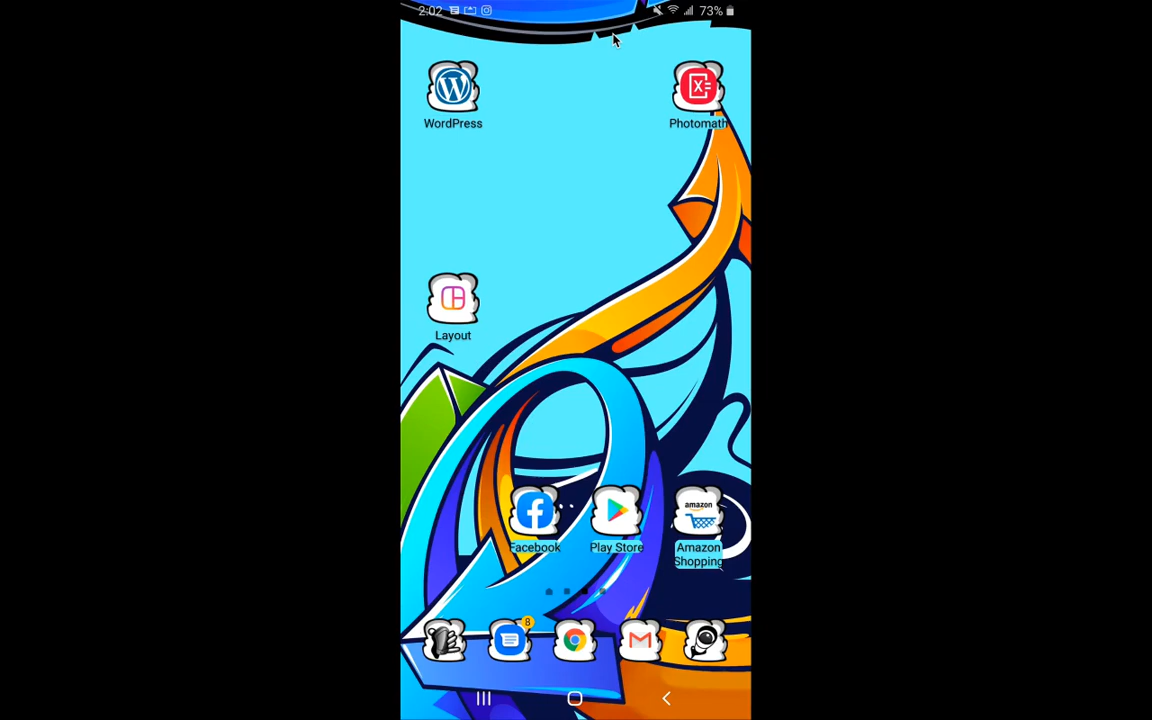 2:02 73%
WordPress Photomath
Layout
amazon
Facebook Play Store Amazon Shopping
8